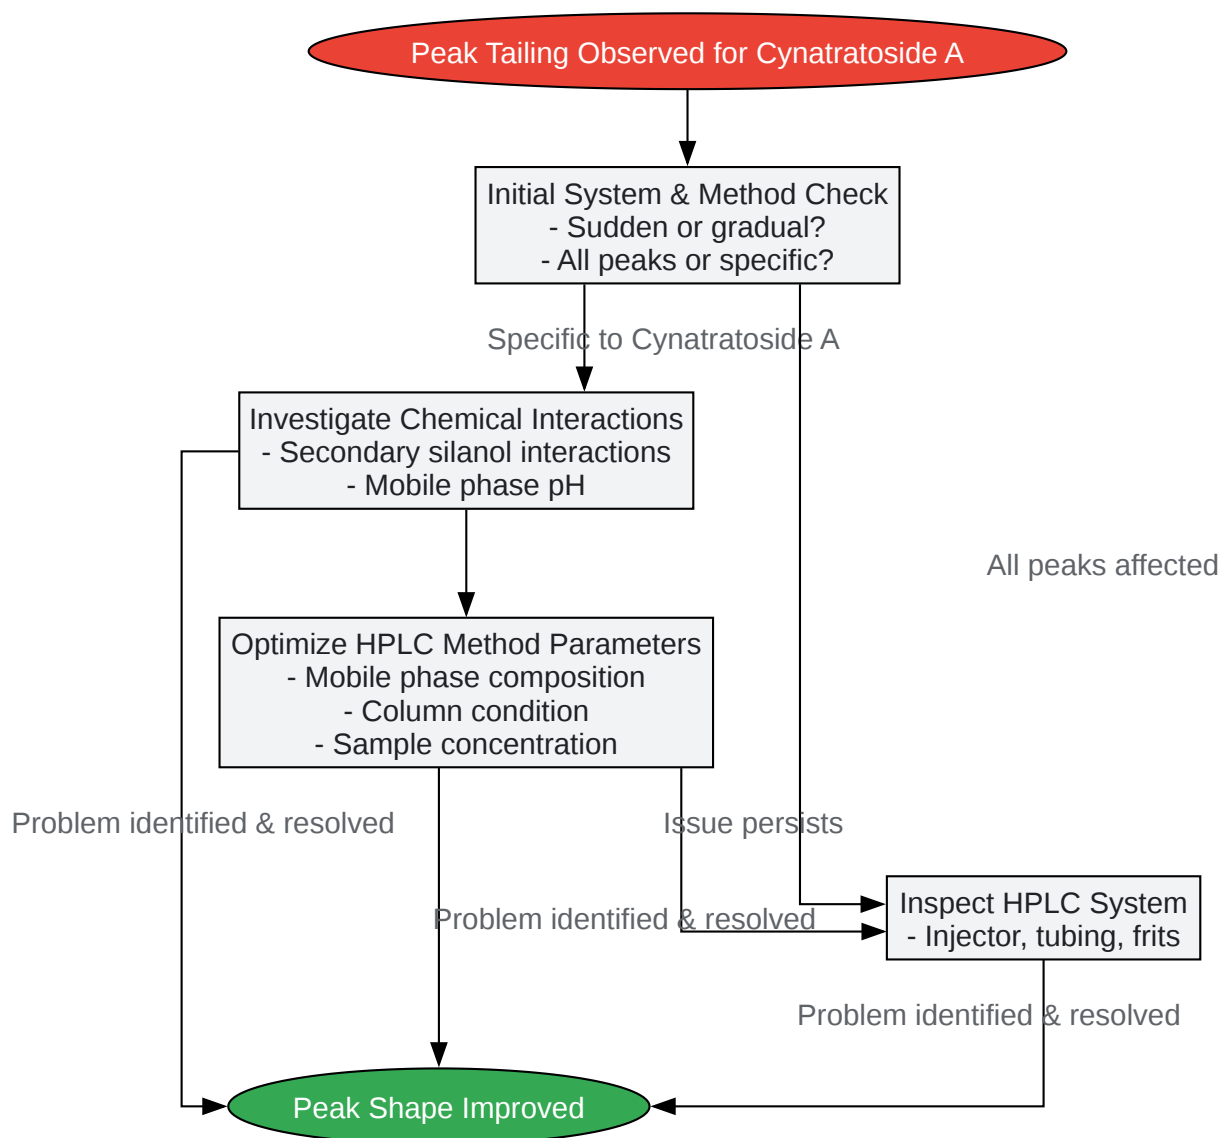 Peak Tailing Observed for Cynatratoside A
Initial System & Method Check
- Sudden or gradual?
- All peaks or specific?
Specific to Cynatratoside A
Investigate Chemical Interactions
- Secondary silanol interactions
- Mobile phase pH
All peaks affected
Optimize HPLC Method Parameters
- Mobile phase composition
- Column condition
- Sample concentration
Problem identified & resolved
Issue persists
Problem identified & resolved
Inspect HPLC System
- Injector, tubing, frits
Problem identified & resolved
Peak Shape Improved